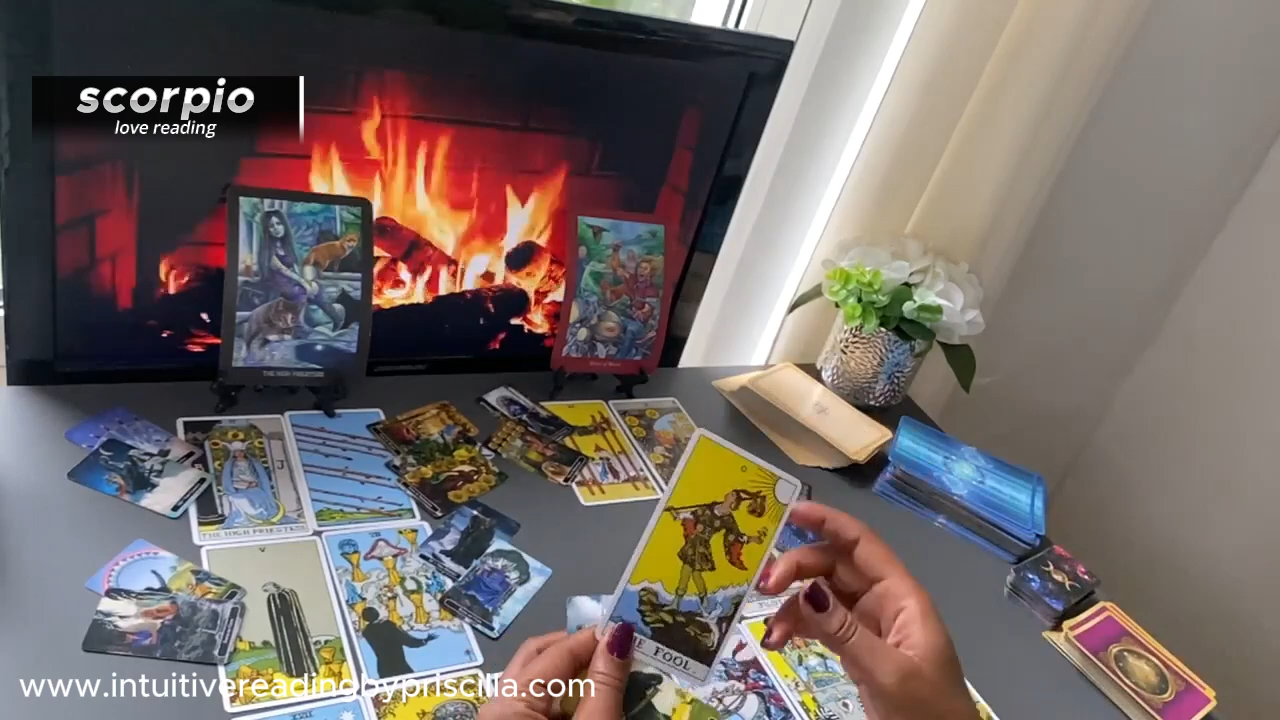 scorpio
love reading
THE HIGH PRIESTESS
THE HIGH PRIESTESS
THE FOOL
www.intuitivereadingbypriscilla.com